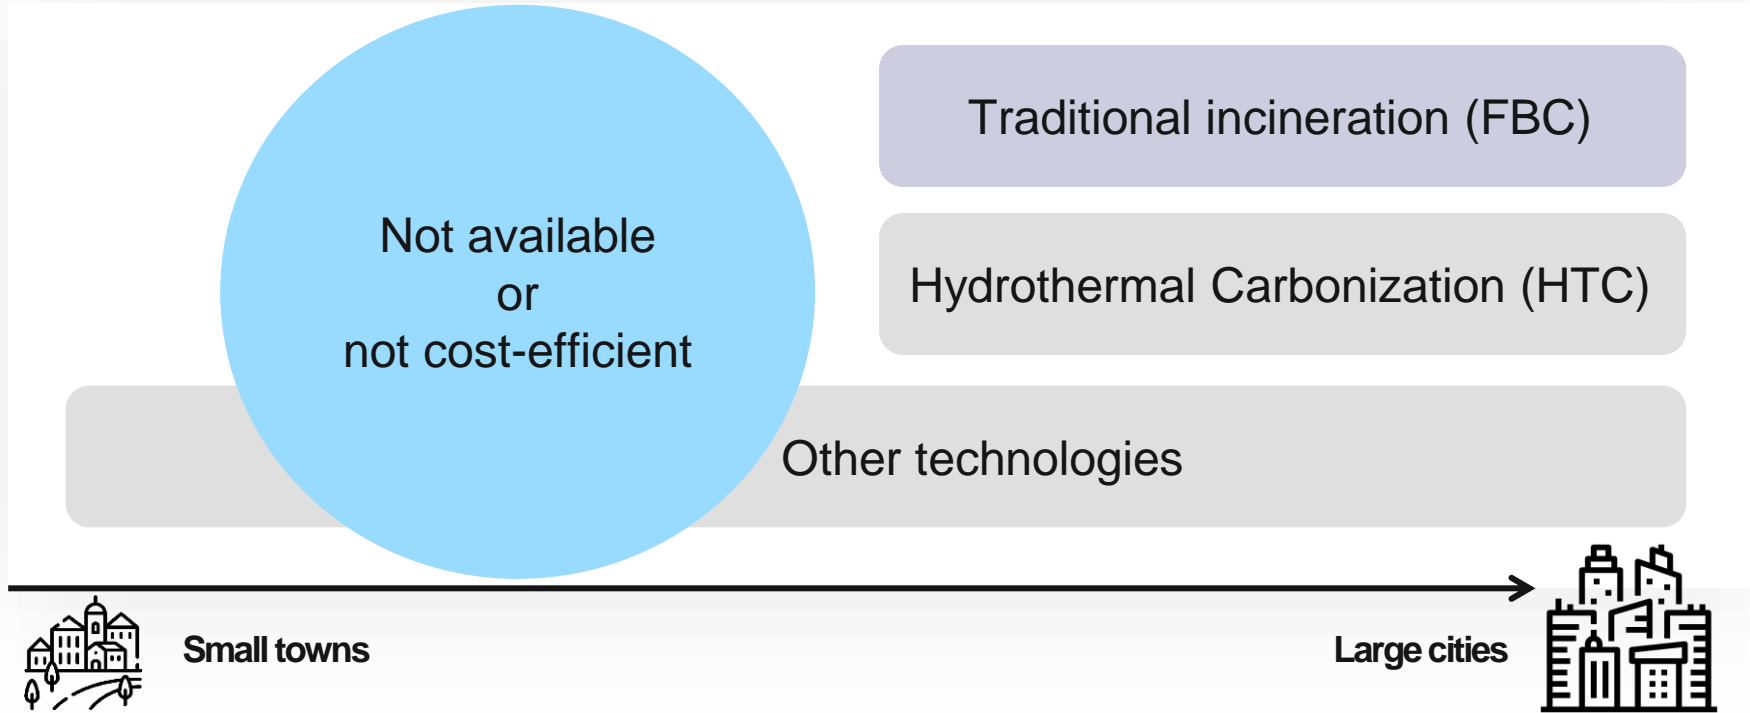 Traditional incineration (FBC)
Not available
or
not cost-efficient
Hydrothermal Carbonization (HTC)
Other technologies
Small towns
Large cities